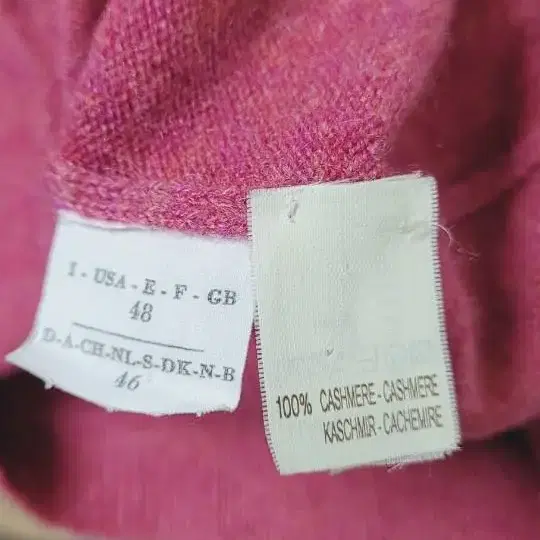 I - USA - E - F - GB
48
D-A-CH-NL-S-DK-N-B
46
100% CASHMERE - CASHMERE
KASCHMIR - CACHEMIRE